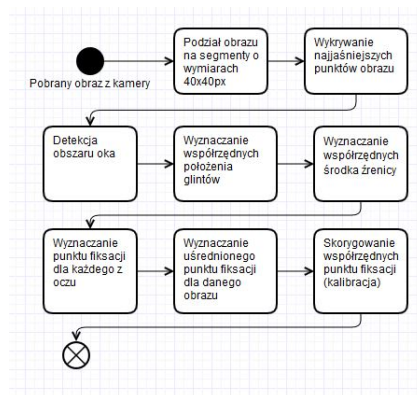 Pobrany obraz z kamery
Podział obrazu
na segmenty o
wymiarach
40x40px
Wykrywanie
najjaśniejszych
punktów obrazu
Detekcja
obszaru oka
Wyznaczanie
współrzędnych
położenia
glintów
Wyznaczanie
współrzędnych
środka źrenicy
Wyznaczanie
punktu fiksacji
dla każdego z
oczu
Wyznaczanie
uśrednionego
punktu fiksacji
dla danego
obrazu
Skorygowanie
współrzędnych
punktu fiksacji
(kalibracja)